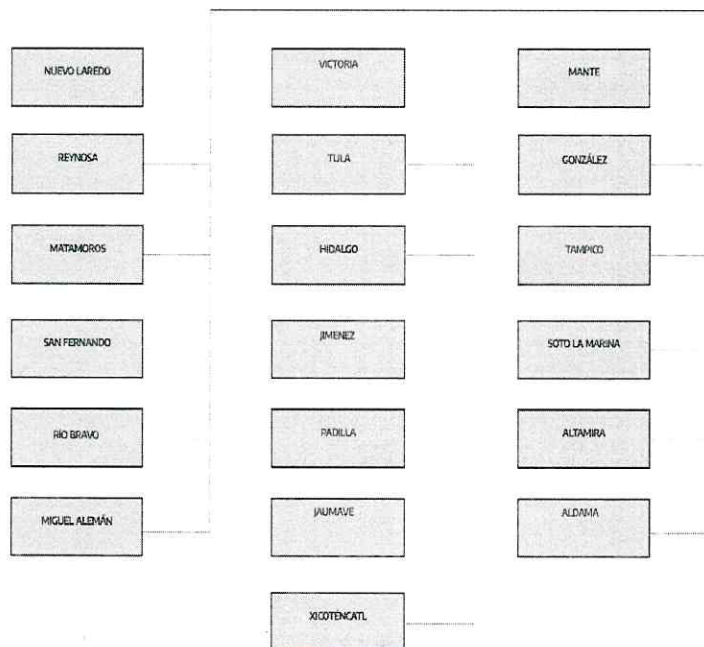 NUEVO LAREDO
REYNOSA
MATAMOROS
SAN FERNANDO
RÍO BRAVO
MIGUEL ALEMÁN
VICTORIA
TULA
HIDALGO
JIMENEZ
PADILLA
JAUMAVE
XICOTÉNCATL
MANTE
GONZÁLEZ
TAMPICO
SOTO LA MARINA
ALTAMIRA
ALDAMA